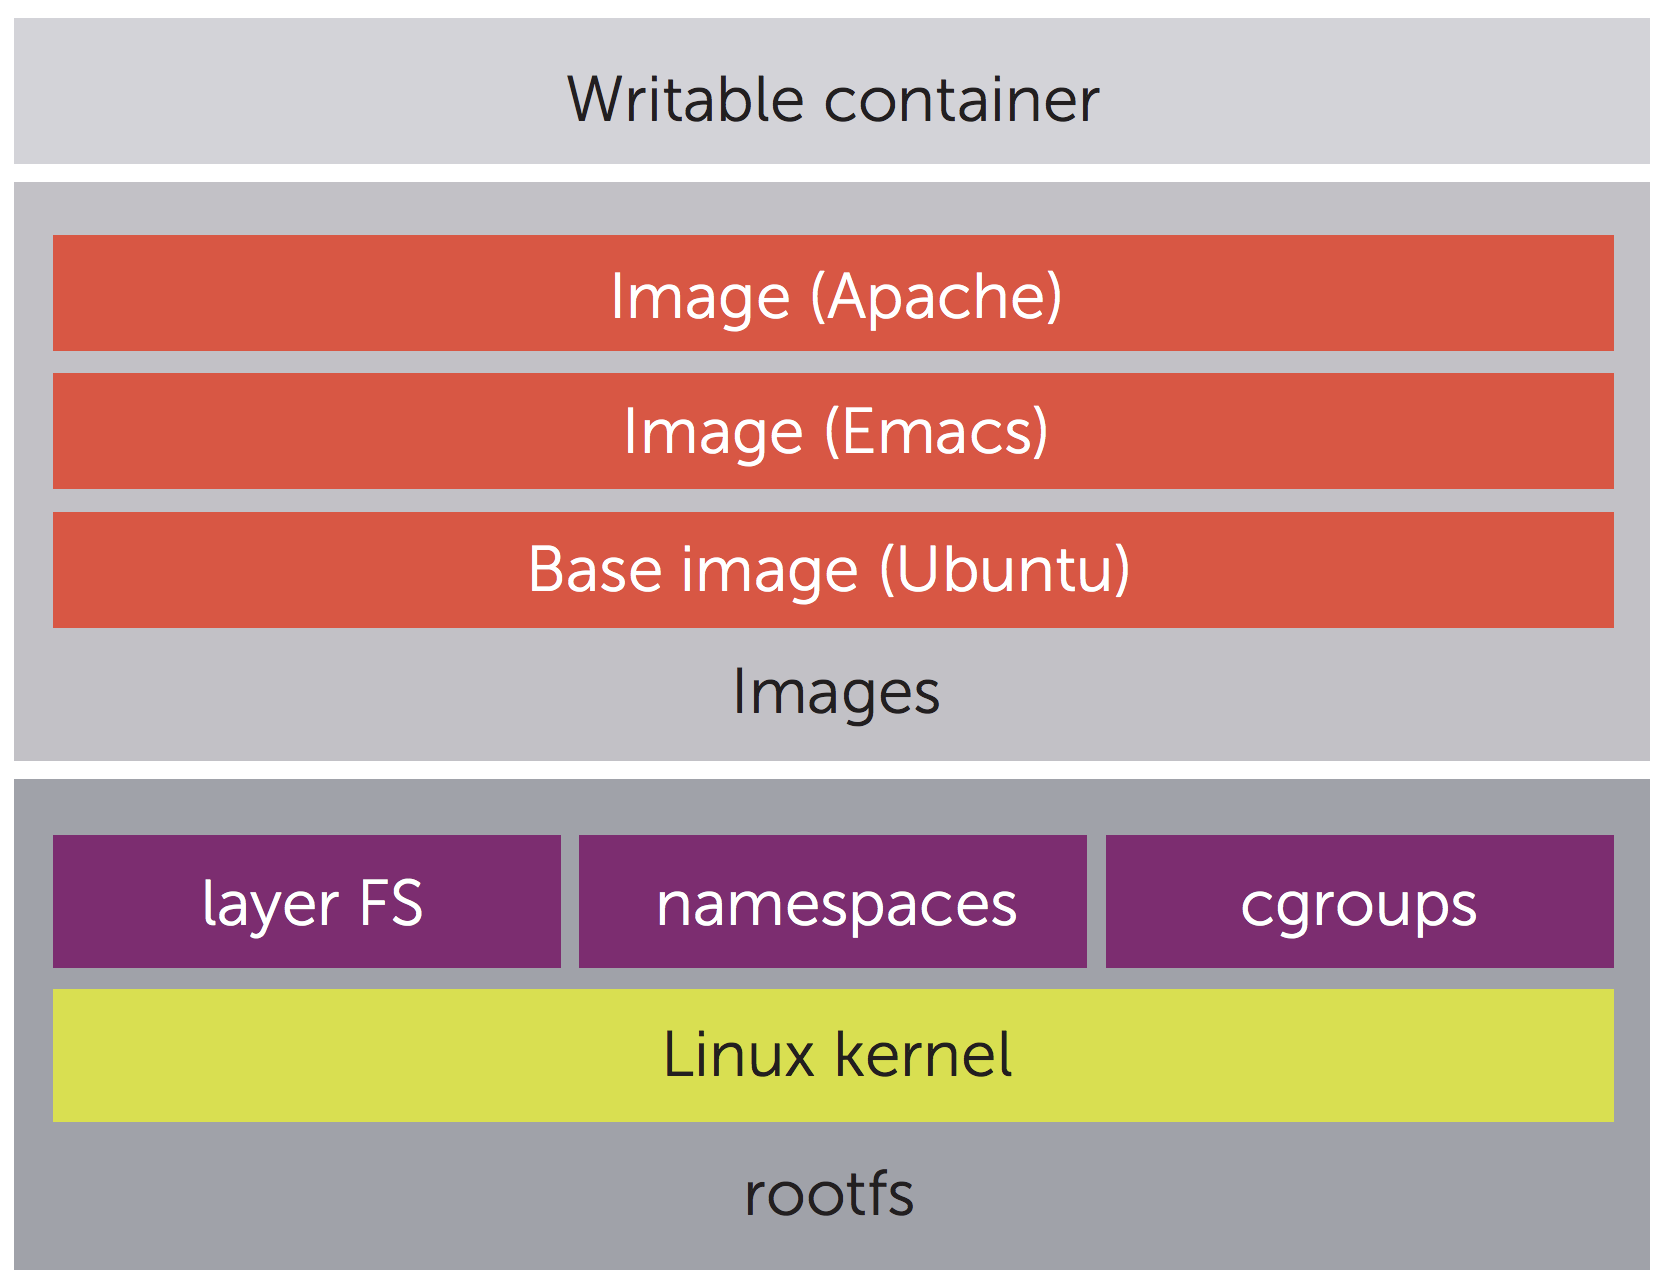 Writable container
Image (Apache)
Image (Emacs)
Base image (Ubuntu)
Images
layer FS
namespaces
cgroups
Linux kernel
rootfs